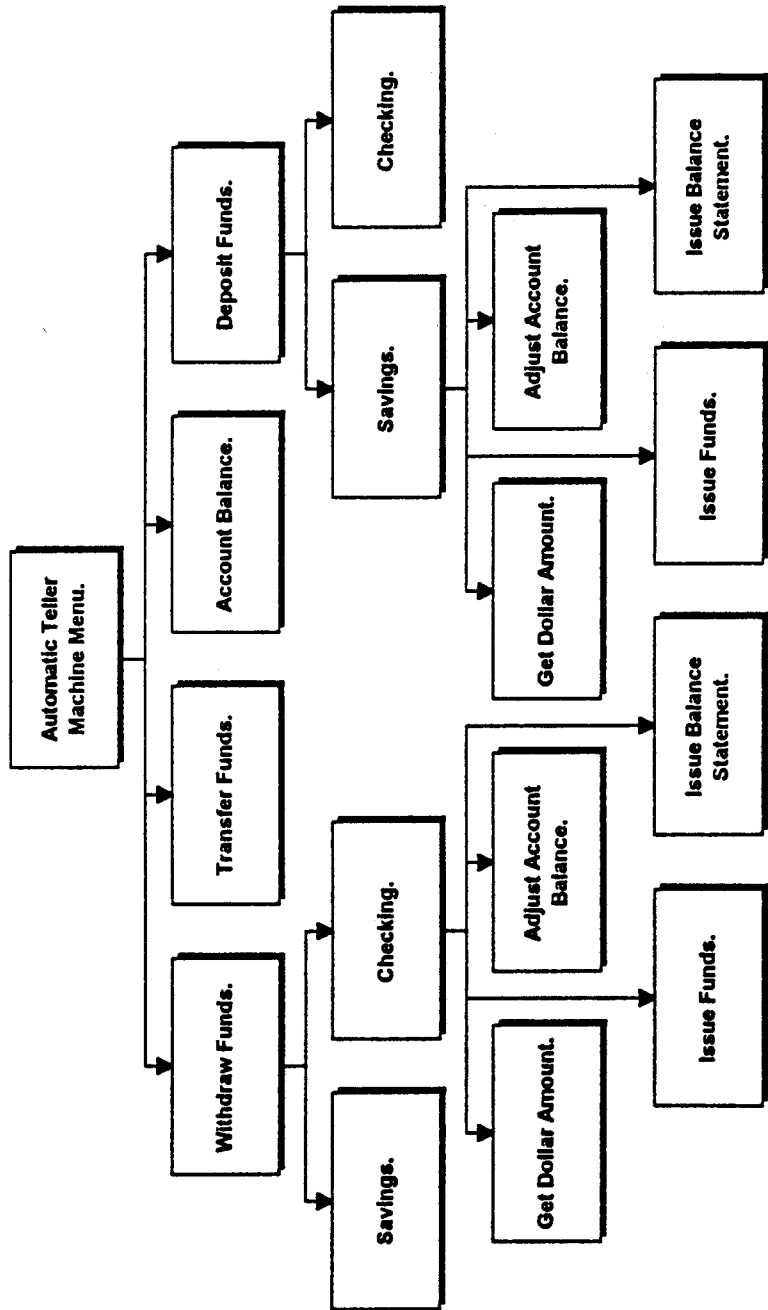 Automatic Teller
Machine Menu.
Withdraw Funds.
Transfer Funds.
Account Balance.
Deposit Funds.
Savings.
Checking.
Savings.
Checking.
Get Dollar Amount.
Adjust Account
Balance.
Get Dollar Amount.
Adjust Account
Balance.
Issue Funds.
Issue Balance
Statement.
Issue Funds.
Issue Balance
Statement.